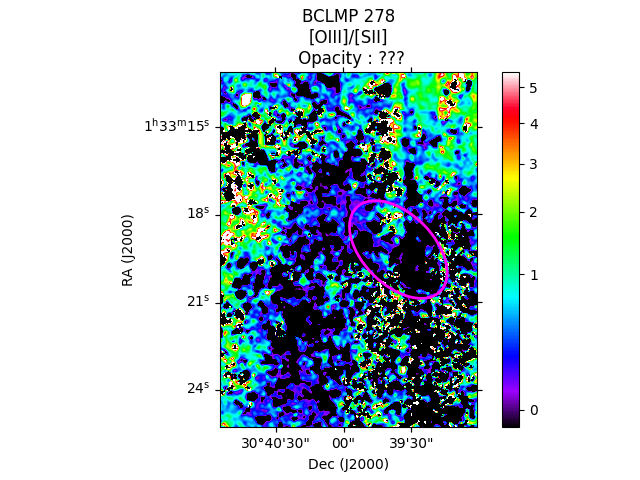 BCLMP 278
[OIII]/[SII]
Opacity : ???
5
4
3
2
1
0
1ʰ33ᵐ15ˢ
18ˢ
21ˢ
24ˢ
RA (J2000)
30°40'30" 00" 39'30"
Dec (J2000)